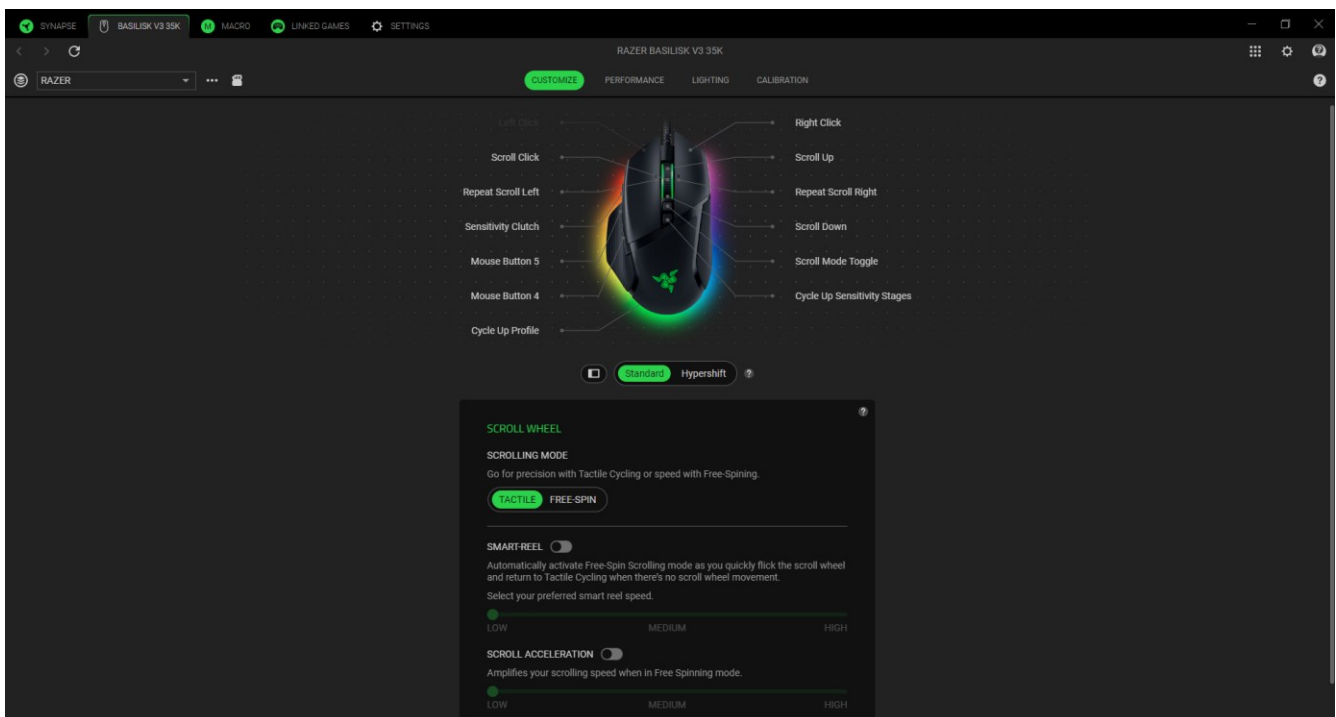 SYNAPSE BASILISK V3 35K MACRO LINKED GAMES SETTINGS
RAZER BASILISK V3 35K
RAZER CUSTOMIZE PERFORMANCE LIGHTING CALIBRATION
Left Click Right Click
Scroll Click Scroll Up
Repeat Scroll Left Repeat Scroll Right
Sensitivity Clutch Scroll Down
Mouse Button 5 Scroll Mode Toggle
Mouse Button 4 Cycle Up Sensitivity Stages
Cycle Up Profile
Standard Hypershift ?
?
SCROLL WHEEL
SCROLLING MODE
Go for precision with Tactile Cycling or speed with Free-Spining.
TACTILE FREE-SPIN
SMART-REEL
Automatically activate Free-Spin Scrolling mode as you quickly flick the scroll wheel
and return to Tactile Cycling when there's no scroll wheel movement.
Select your preferred smart reel speed.
LOW MEDIUM HIGH
SCROLL ACCELERATION
Amplifies your scrolling speed when in Free Spinning mode.
LOW MEDIUM HIGH